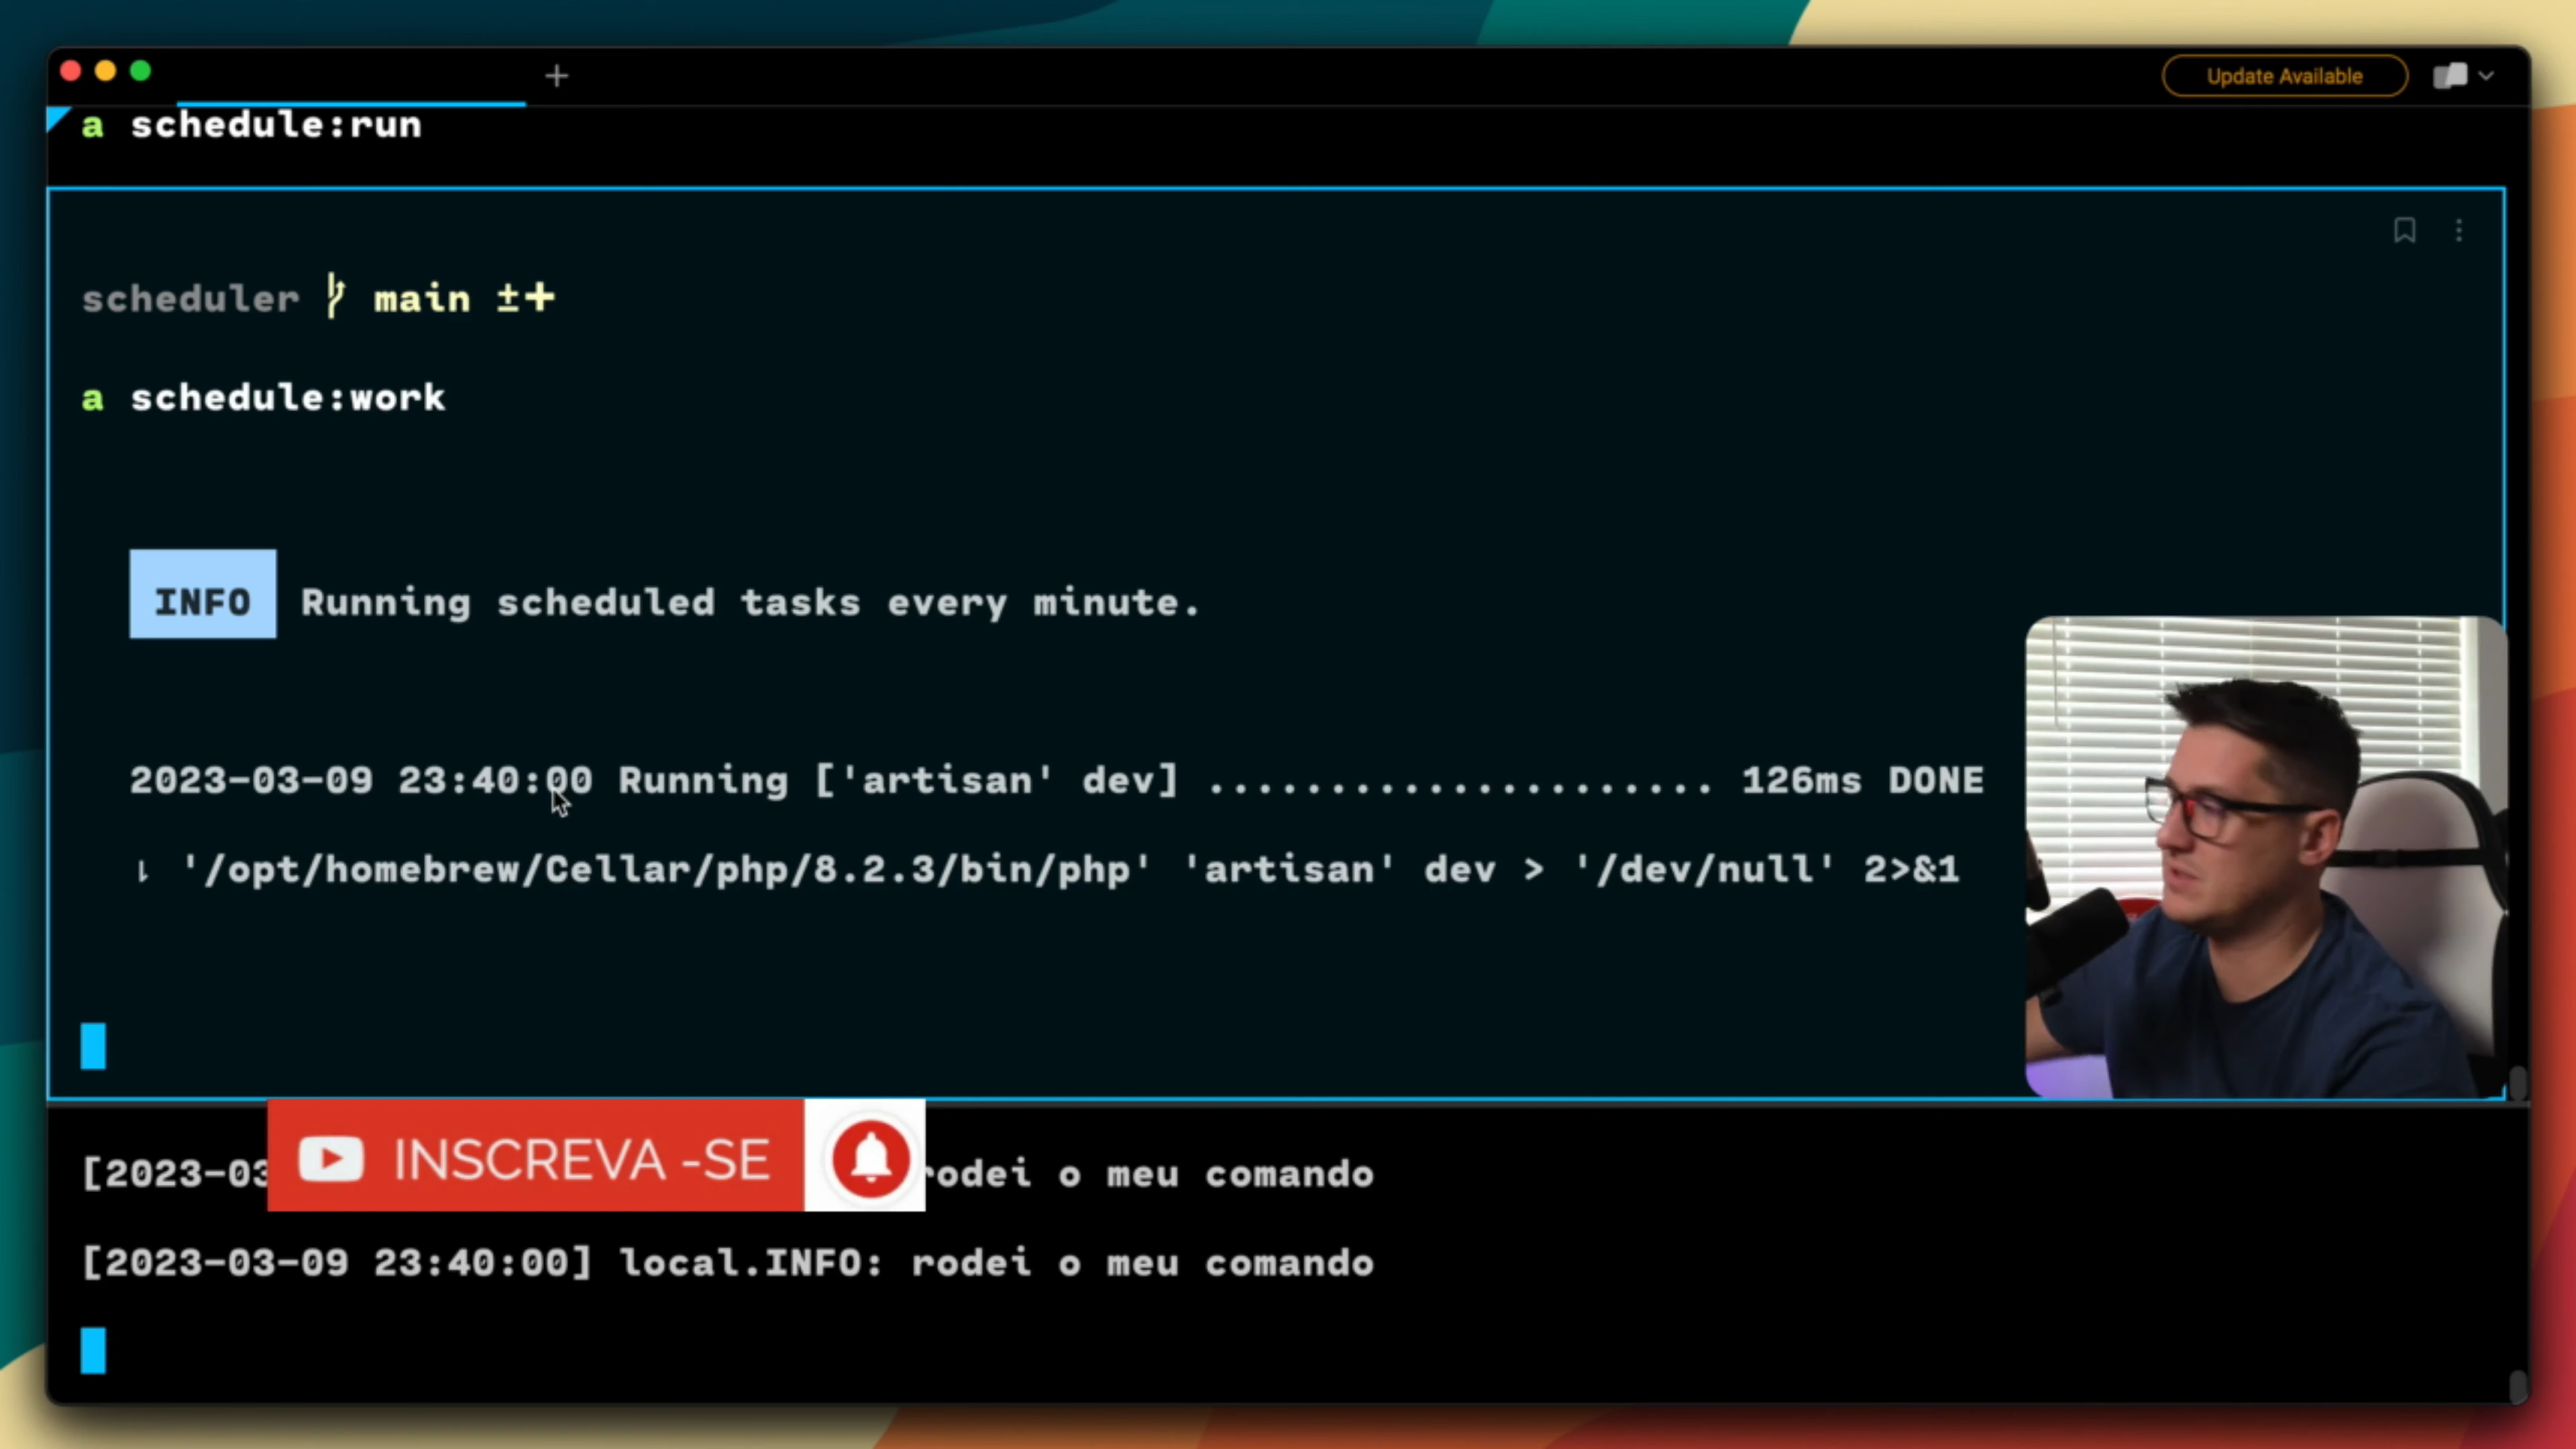 Update Available
a schedule:run
scheduler main ±+
a schedule:work
INFO Running scheduled tasks every minute.
2023-03-09 23:40:00 Running ['artisan' dev] ..................... 126ms DONE
⇂ '/opt/homebrew/Cellar/php/8.2.3/bin/php' 'artisan' dev > '/dev/null' 2>&1
[2023-03 INSCREVA -SE rodei o meu comando
[2023-03-09 23:40:00] local.INFO: rodei o meu comando